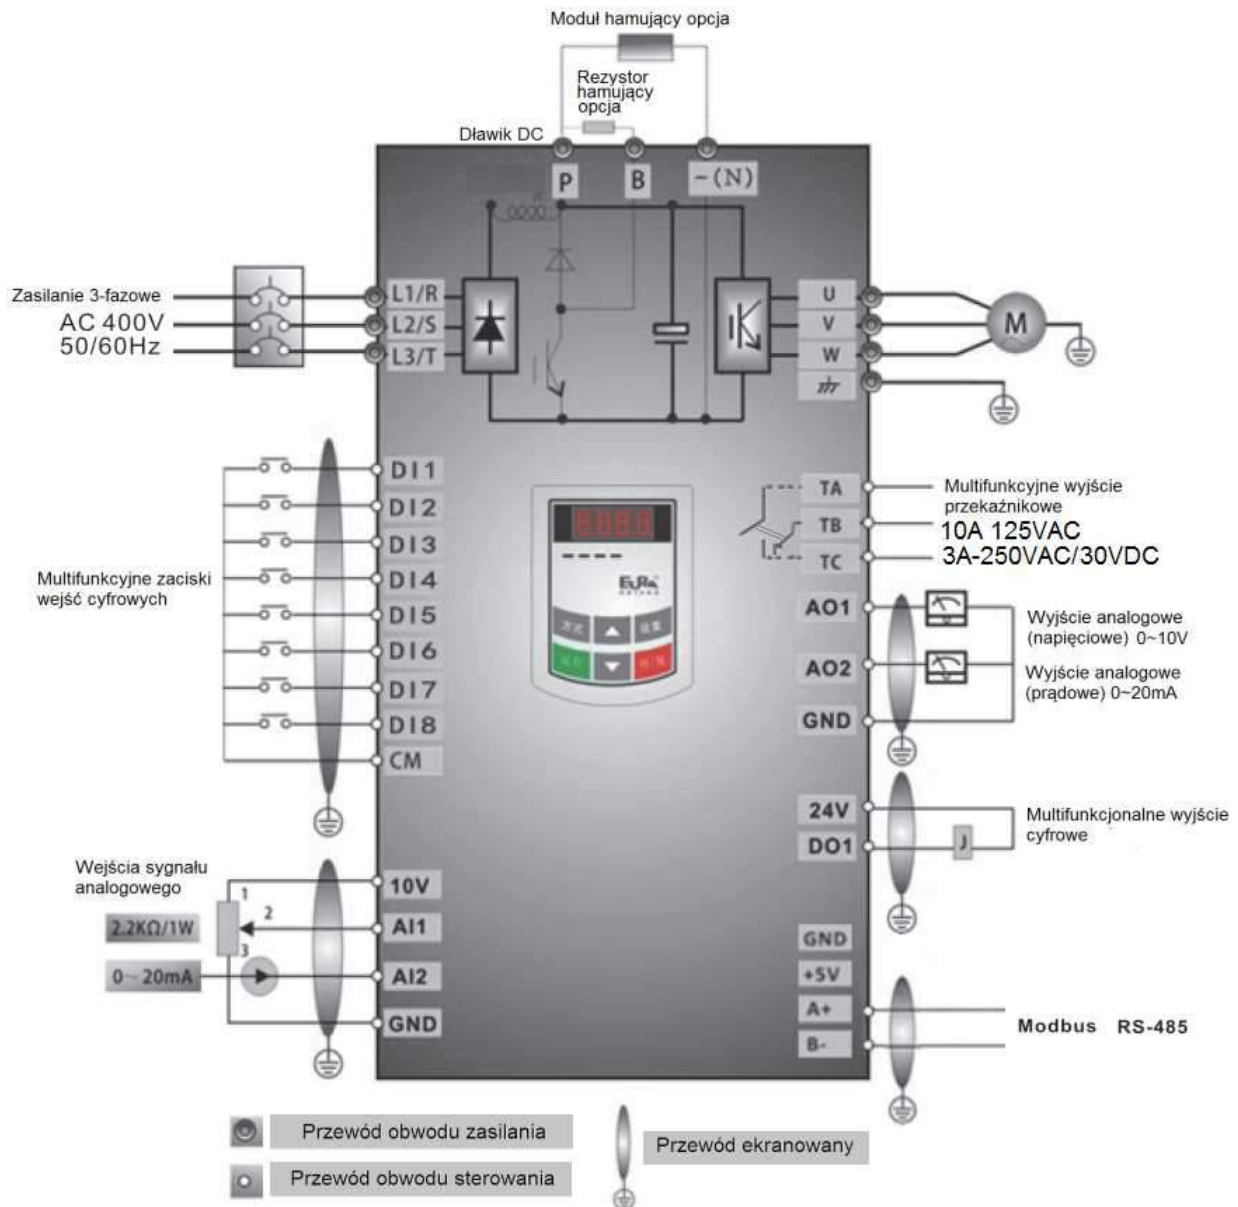 Moduł hamujący opcja
Rezystor
hamujący
opcja
Dławik DC
P
B
-(N)
Zasilanie 3-fazowe
AC 400V
50/60Hz
L1/R
L2/S
L3/T
U
V
W
M
DI1
DI2
DI3
DI4
DI5
DI6
DI7
DI8
CM
Multifunkcyjne zaciski
wejść cyfrowych
TA
TB
TC
Multifunkcyjne wyjście
przekaźnikowe
10A 125VAC
3A-250VAC/30VDC
EURA
AO1
AO2
GND
Wyjście analogowe
(napięciowe) 0~10V
Wyjście analogowe
(prądowe) 0~20mA
24V
DO1
J
Multifunkcjonalne wyjście
cyfrowe
Wejścia sygnału
analogowego
1
2
3
2.2KΩ/1W
0~20mA
10V
AI1
AI2
GND
GND
+5V
A+
B-
Modbus RS-485
Przewód obwodu zasilania
Przewód obwodu sterowania
Przewód ekranowany